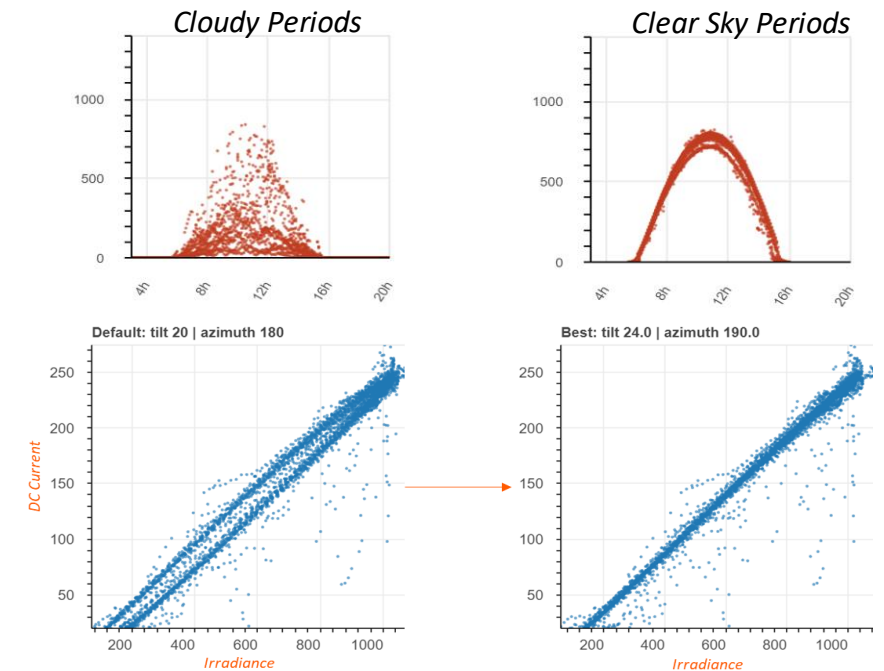 Cloudy Periods
1000
500
0
4h
8h
12h
16h
20h
Clear Sky Periods
1000
500
0
4h
8h
12h
16h
20h
Default: tilt 20 | azimuth 180
250
200
150
100
50
DC Current
200
400
600
800
1000
Irradiance
Best: tilt 24.0 | azimuth 190.0
250
200
150
100
50
200
400
600
800
1000
Irradiance